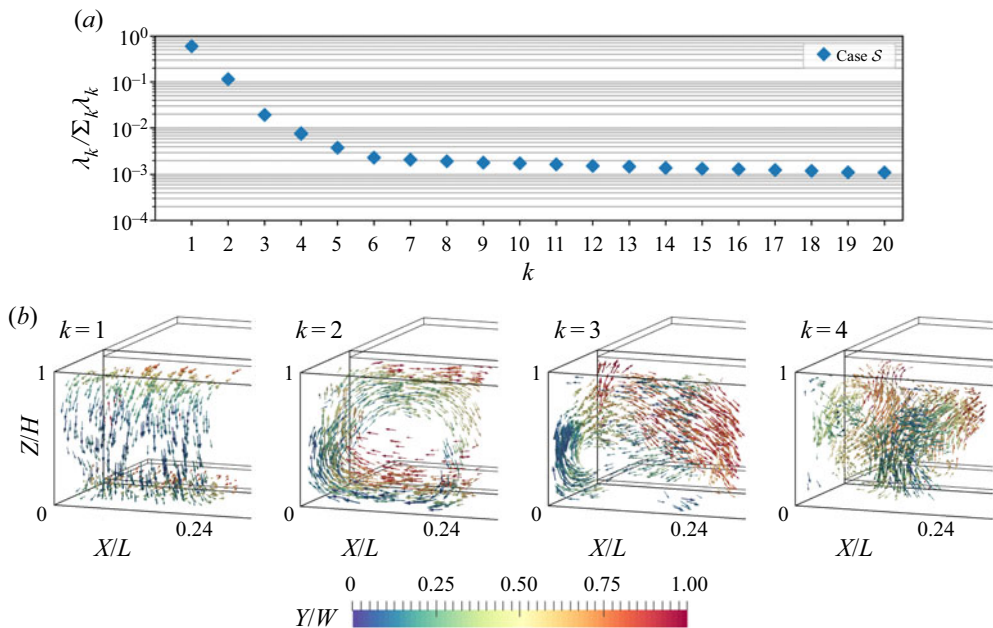 (a)
10⁰
10⁻¹
10⁻²
10⁻³
10⁻⁴
λₖ/Σₖλₖ
Case 𝒮
1 2 3 4 5 6 7 8 9 10 11 12 13 14 15 16 17 18 19 20
k
(b)
k = 1
k = 2
k = 3
k = 4
1
1
1
1
Z/H
0
0
0
0
0.24
0.24
0.24
0.24
X/L
X/L
X/L
X/L
0 0.25 0.50 0.75 1.00
Y/W